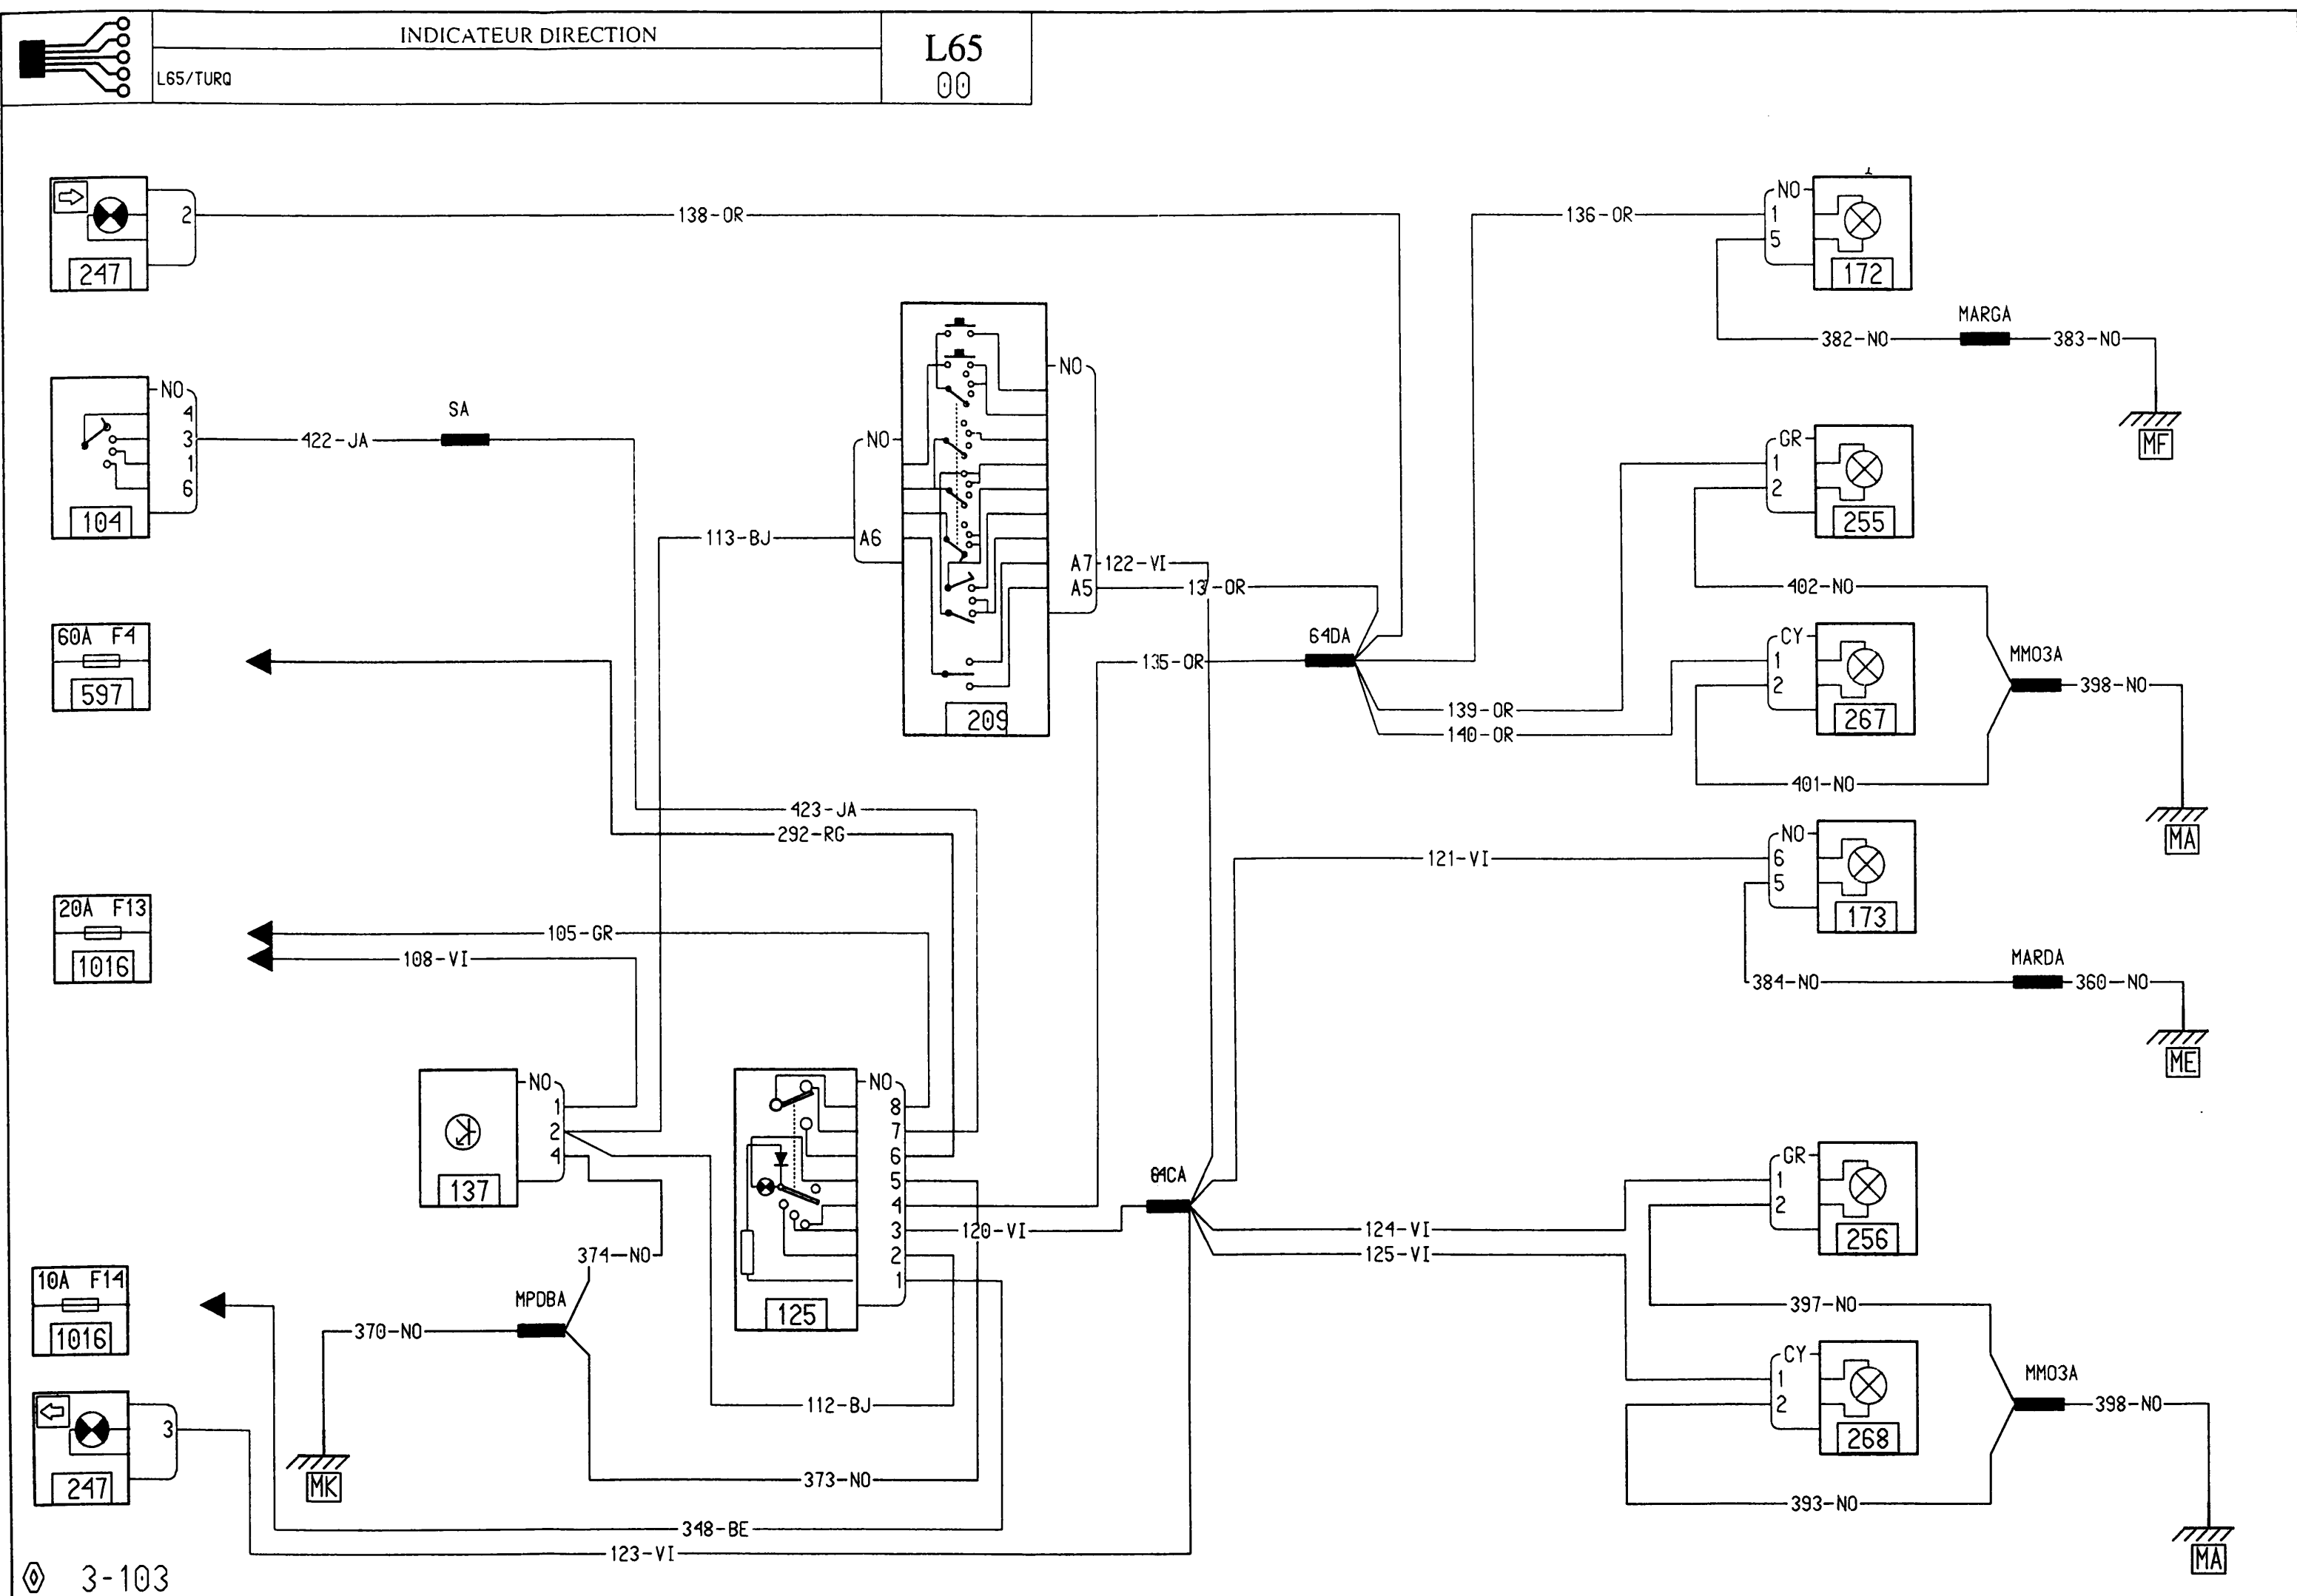 INDICATEUR DIRECTION
L65/TURQ
L65
00
2
247
138-OR
136-OR
NO
1
5
172
MARGA
382-NO
383-NO
MF
NO
4
3
1
6
104
422-JA
SA
NO
A6
113-BJ
NO
A7
A5
209
122-VI
13 -OR
GR
1
2
255
402-NO
60A F4
597
64DA
135-OR
139-OR
140-OR
CY
1
2
267
401-NO
MMO3A
398-NO
MA
423-JA
292-RG
121-VI
NO
6
5
173
MARDA
384-NO
360-NO
ME
20A F13
1016
105-GR
108-VI
NO
1
2
4
137
NO
8
7
6
5
4
3
2
1
125
120-VI
64CA
124-VI
125-VI
GR
1
2
256
397-NO
374-NO
MPDBA
370-NO
MK
10A F14
1016
112-BJ
CY
1
2
268
393-NO
MMO3A
398-NO
MA
3
247
373-NO
348-BE
123-VI
3-103